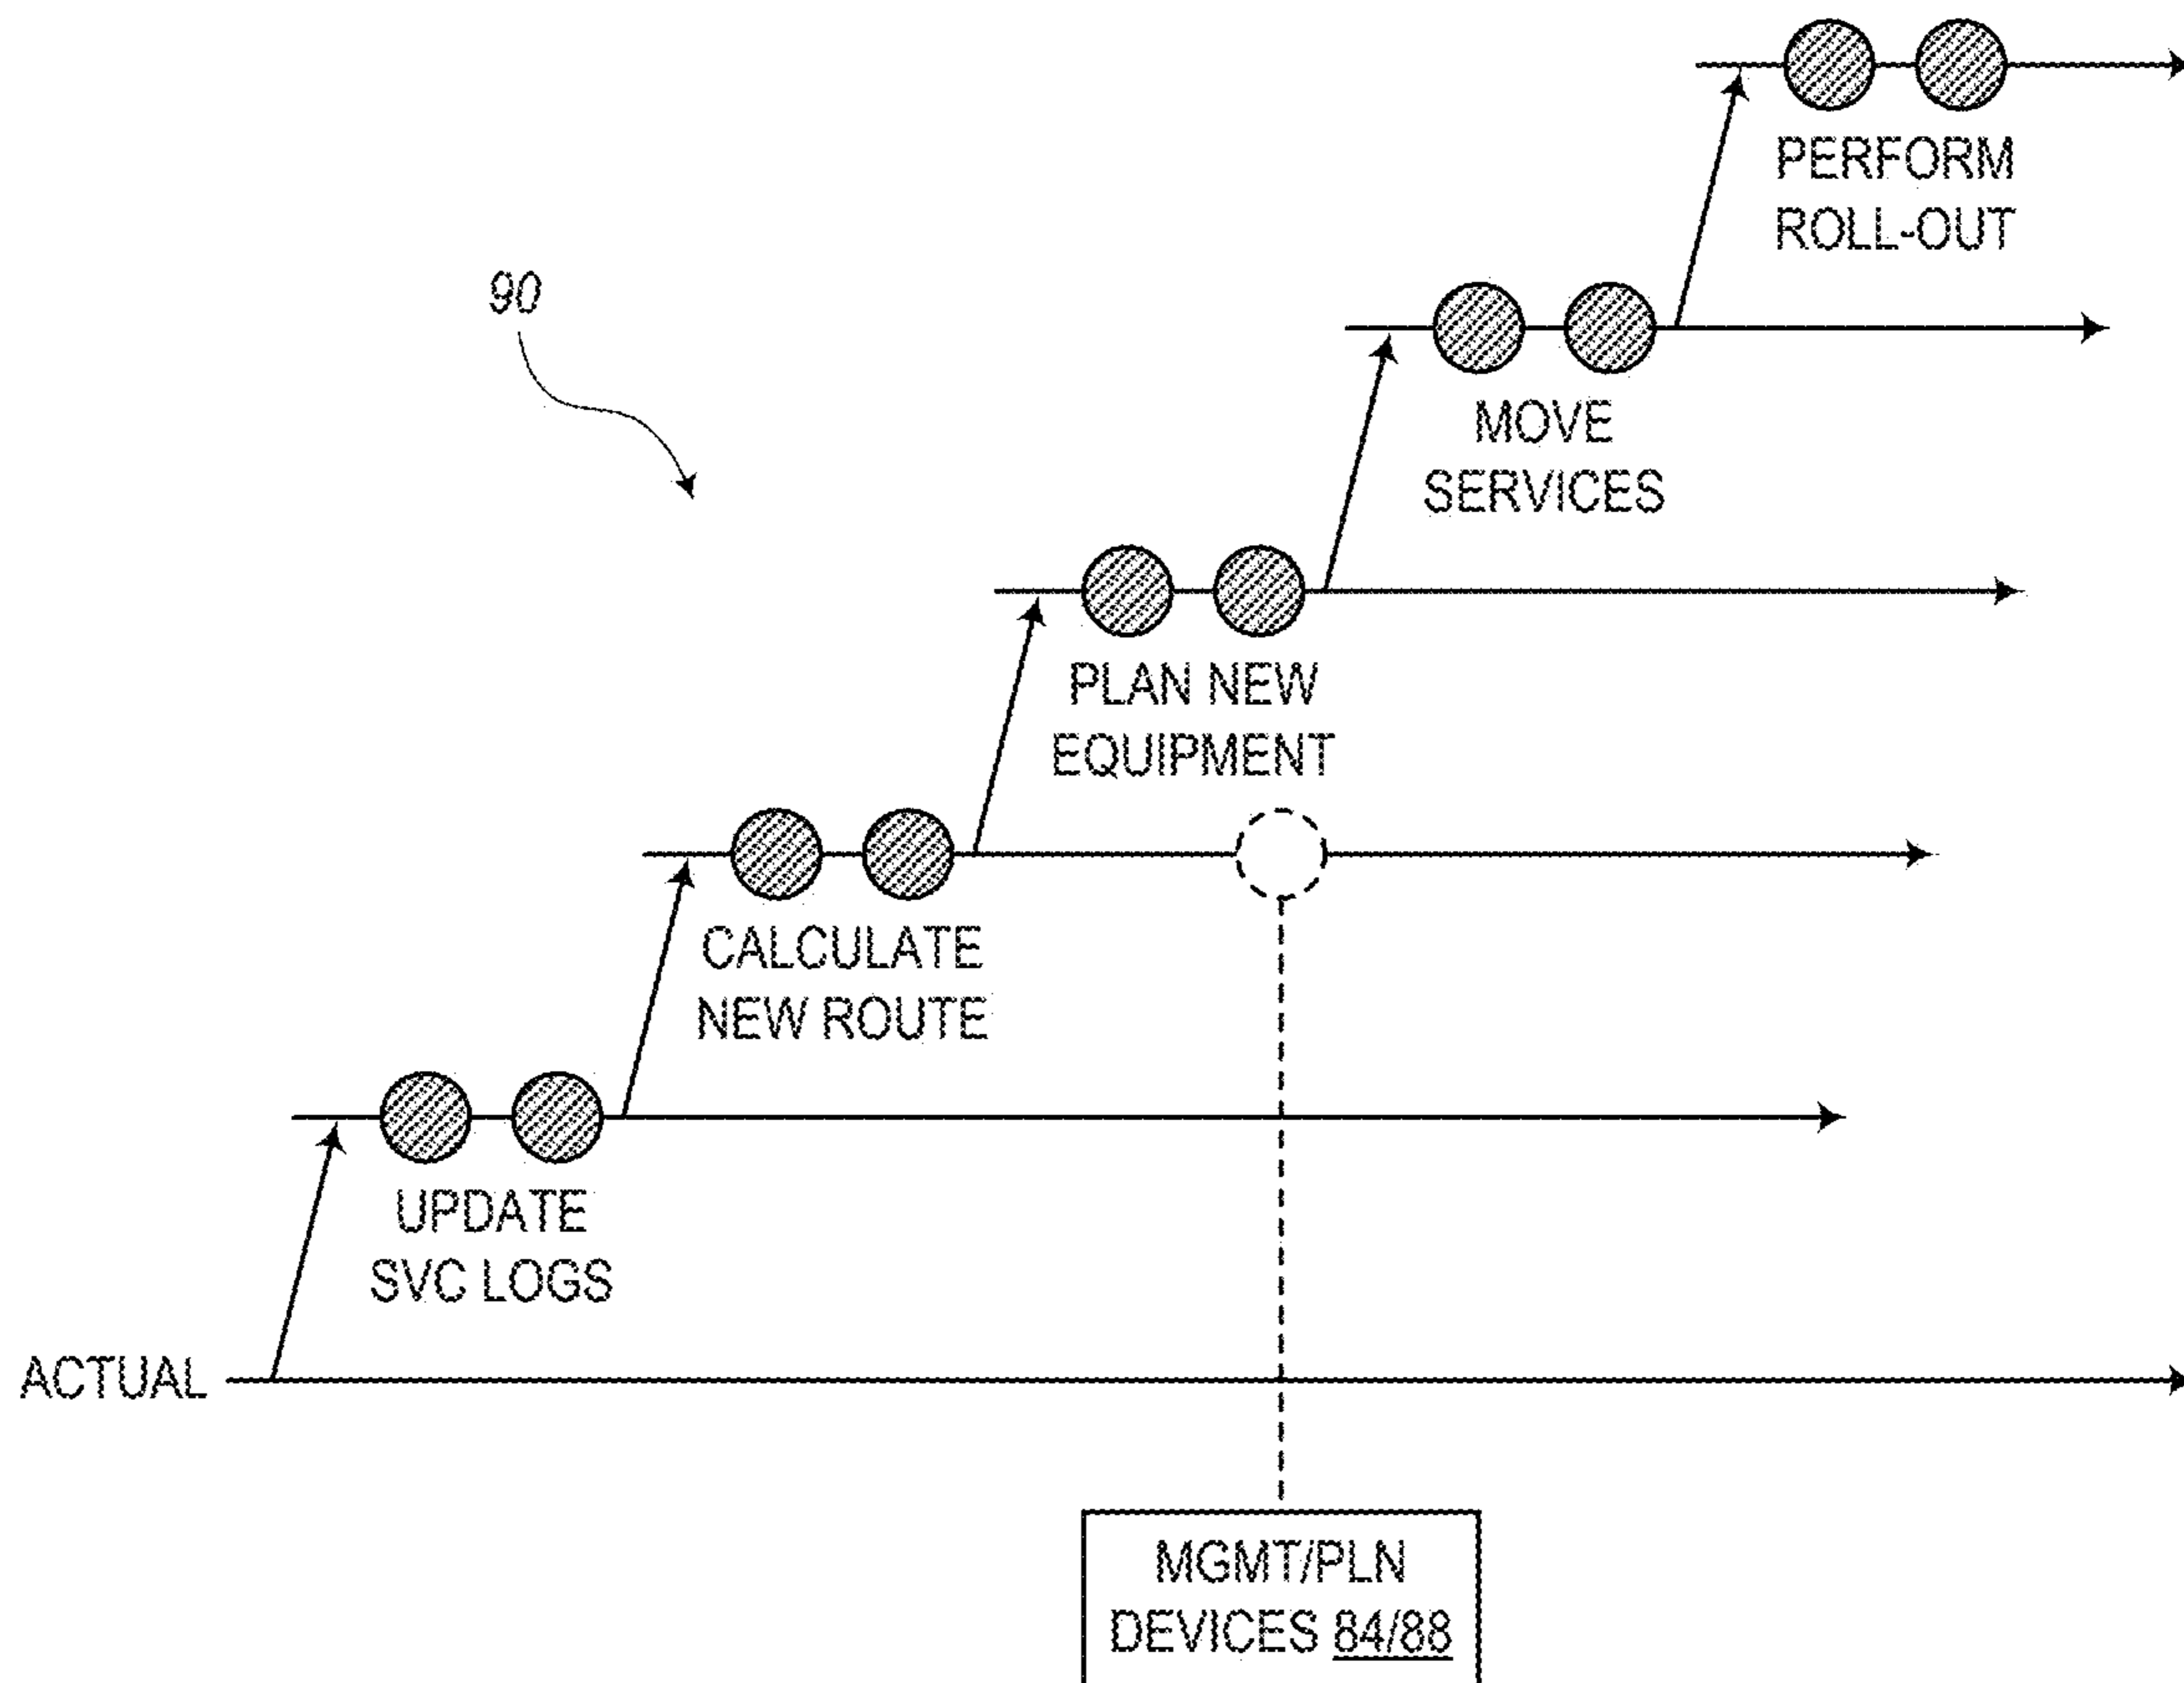 PERFORM
ROLL-OUT
90
MOVE
SERVICES
PLAN NEW
EQUIPMENT
CALCULATE
NEW ROUTE
UPDATE
SVC LOGS
ACTUAL
MGMT/PLN
DEVICES 84/88